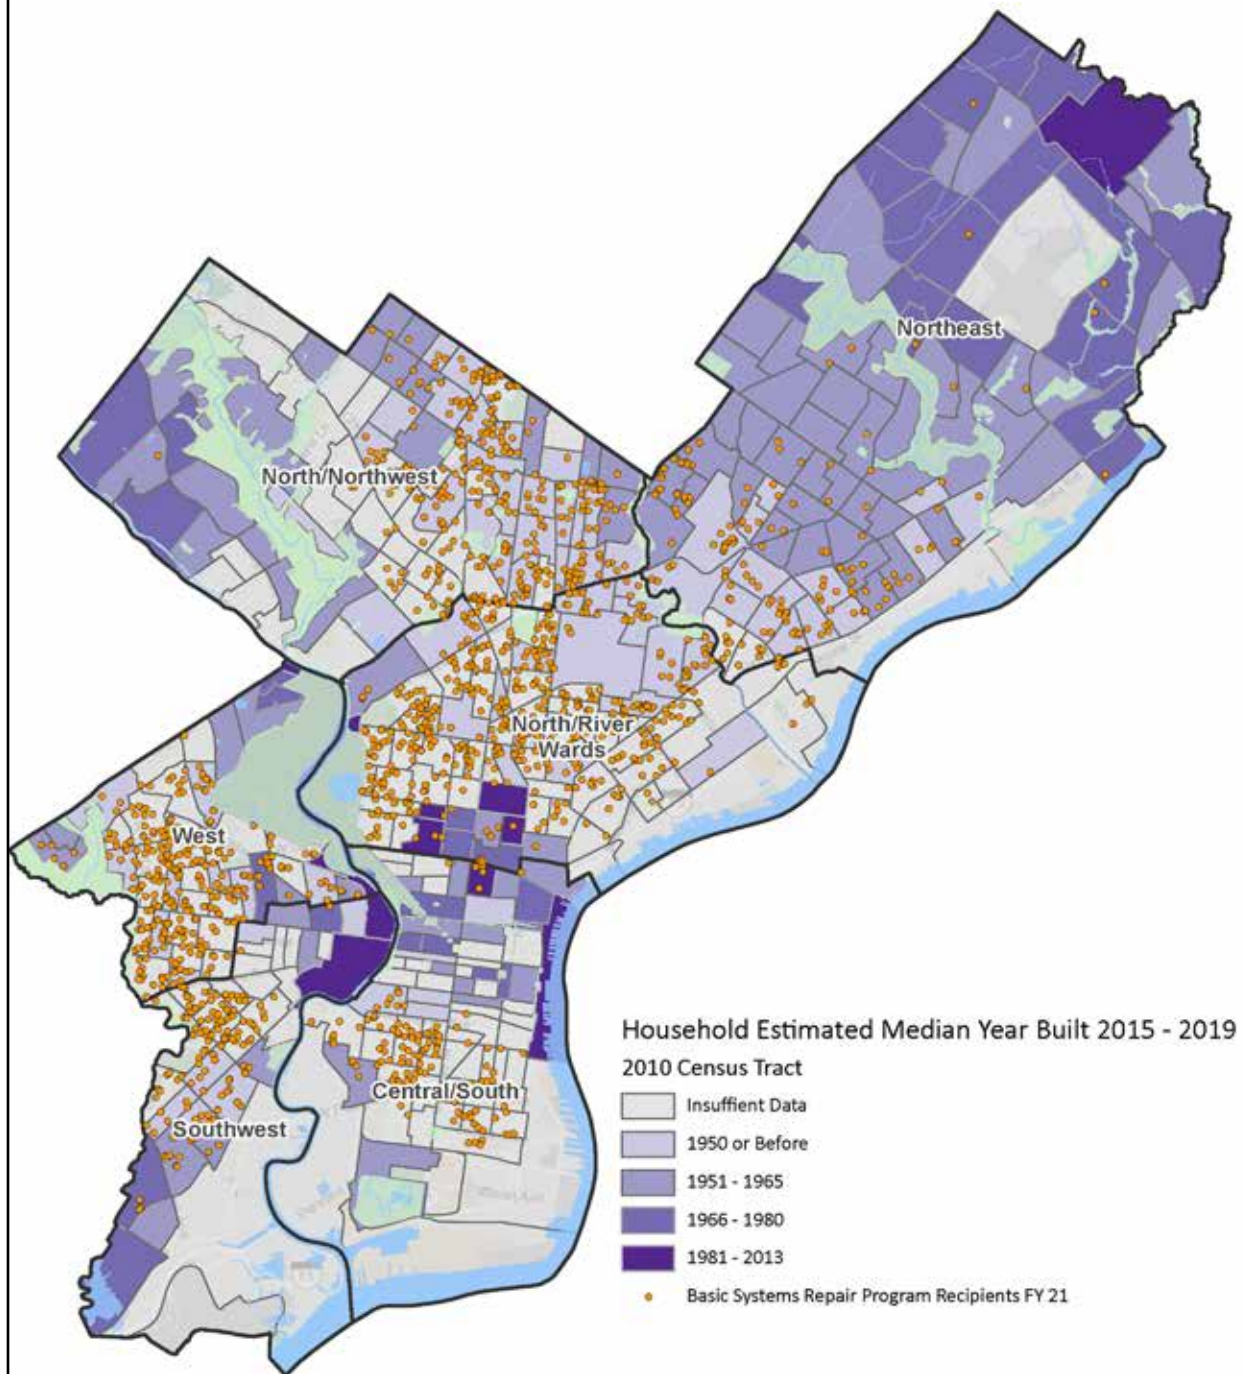 Northeast
North/Northwest
North/River
Wards
West
Central/South
Southwest
Household Estimated Median Year Built 2015 - 2019
2010 Census Tract
Insuffient Data
1950 or Before
1951 - 1965
1966 - 1980
1981 - 2013
Basic Systems Repair Program Recipients FY 21